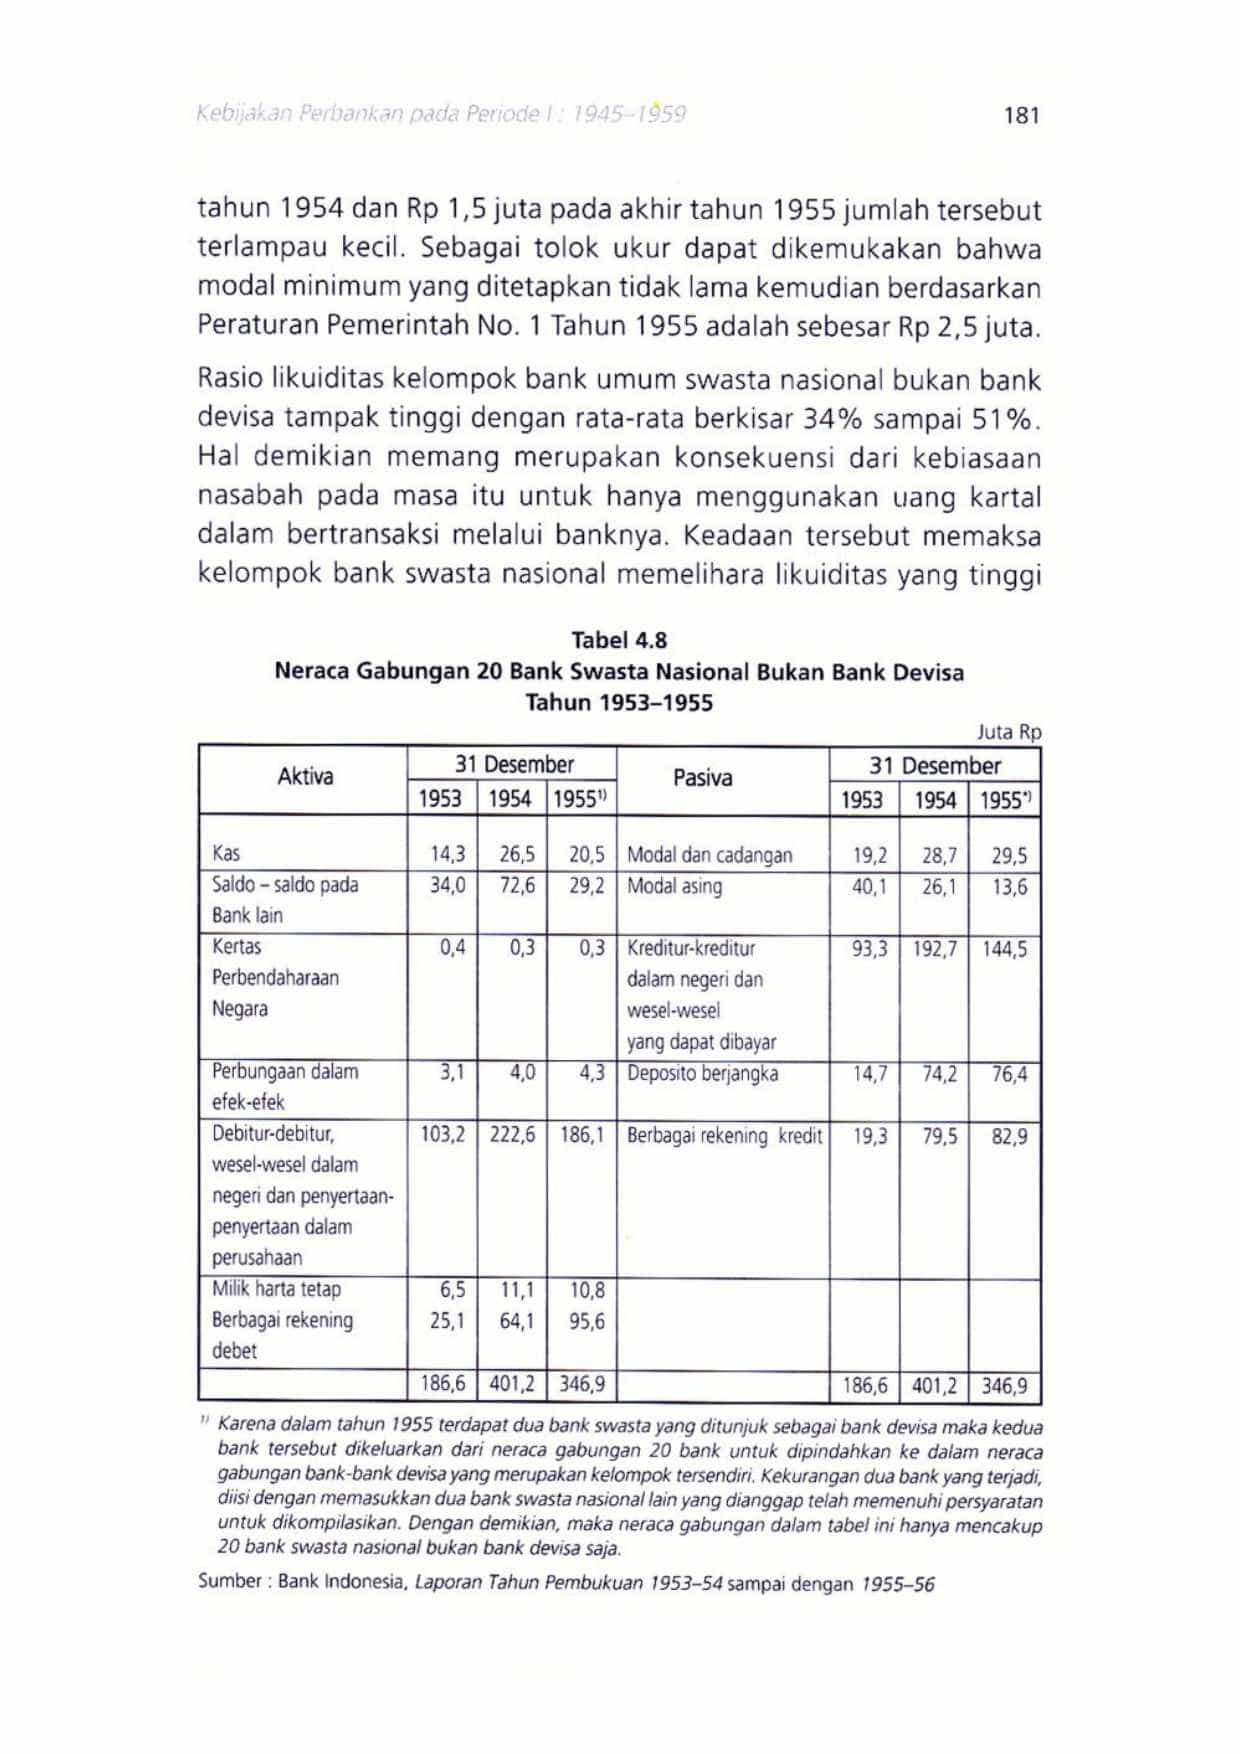 Kebijakan Perbankan pada Periode I : 1945–1959 181
tahun 1954 dan Rp 1,5 juta pada akhir tahun 1955 jumlah tersebut
terlampau kecil. Sebagai tolok ukur dapat dikemukakan bahwa
modal minimum yang ditetapkan tidak lama kemudian berdasarkan
Peraturan Pemerintah No. 1 Tahun 1955 adalah sebesar Rp 2,5 juta.
Rasio likuiditas kelompok bank umum swasta nasional bukan bank
devisa tampak tinggi dengan rata-rata berkisar 34% sampai 51%.
Hal demikian memang merupakan konsekuensi dari kebiasaan
nasabah pada masa itu untuk hanya menggunakan uang kartal
dalam bertransaksi melalui banknya. Keadaan tersebut memaksa
kelompok bank swasta nasional memelihara likuiditas yang tinggi
Tabel 4.8
Neraca Gabungan 20 Bank Swasta Nasional Bukan Bank Devisa
Tahun 1953–1955
Juta Rp
Aktiva 31 Desember Pasiva 31 Desember
1953 1954 1955¹⁾ 1953 1954 1955*⁾
Kas 14,3 26,5 20,5 Modal dan cadangan 19,2 28,7 29,5
Saldo – saldo pada 34,0 72,6 29,2 Modal asing 40,1 26,1 13,6
Bank lain
Kertas 0,4 0,3 0,3 Kreditur-kreditur 93,3 192,7 144,5
Perbendaharaan dalam negeri dan
Negara wesel-wesel
yang dapat dibayar
Perbungaan dalam 3,1 4,0 4,3 Deposito berjangka 14,7 74,2 76,4
efek-efek
Debitur-debitur, 103,2 222,6 186,1 Berbagai rekening kredit 19,3 79,5 82,9
wesel-wesel dalam
negeri dan penyertaan-
penyertaan dalam
perusahaan
Milik harta tetap 6,5 11,1 10,8
Berbagai rekening 25,1 64,1 95,6
debet
186,6 401,2 346,9 186,6 401,2 346,9
¹⁾ Karena dalam tahun 1955 terdapat dua bank swasta yang ditunjuk sebagai bank devisa maka kedua
bank tersebut dikeluarkan dari neraca gabungan 20 bank untuk dipindahkan ke dalam neraca
gabungan bank-bank devisa yang merupakan kelompok tersendiri. Kekurangan dua bank yang terjadi,
diisi dengan memasukkan dua bank swasta nasional lain yang dianggap telah memenuhi persyaratan
untuk dikompilasikan. Dengan demikian, maka neraca gabungan dalam tabel ini hanya mencakup
20 bank swasta nasional bukan bank devisa saja.
Sumber : Bank Indonesia, Laporan Tahun Pembukuan 1953–54 sampai dengan 1955–56